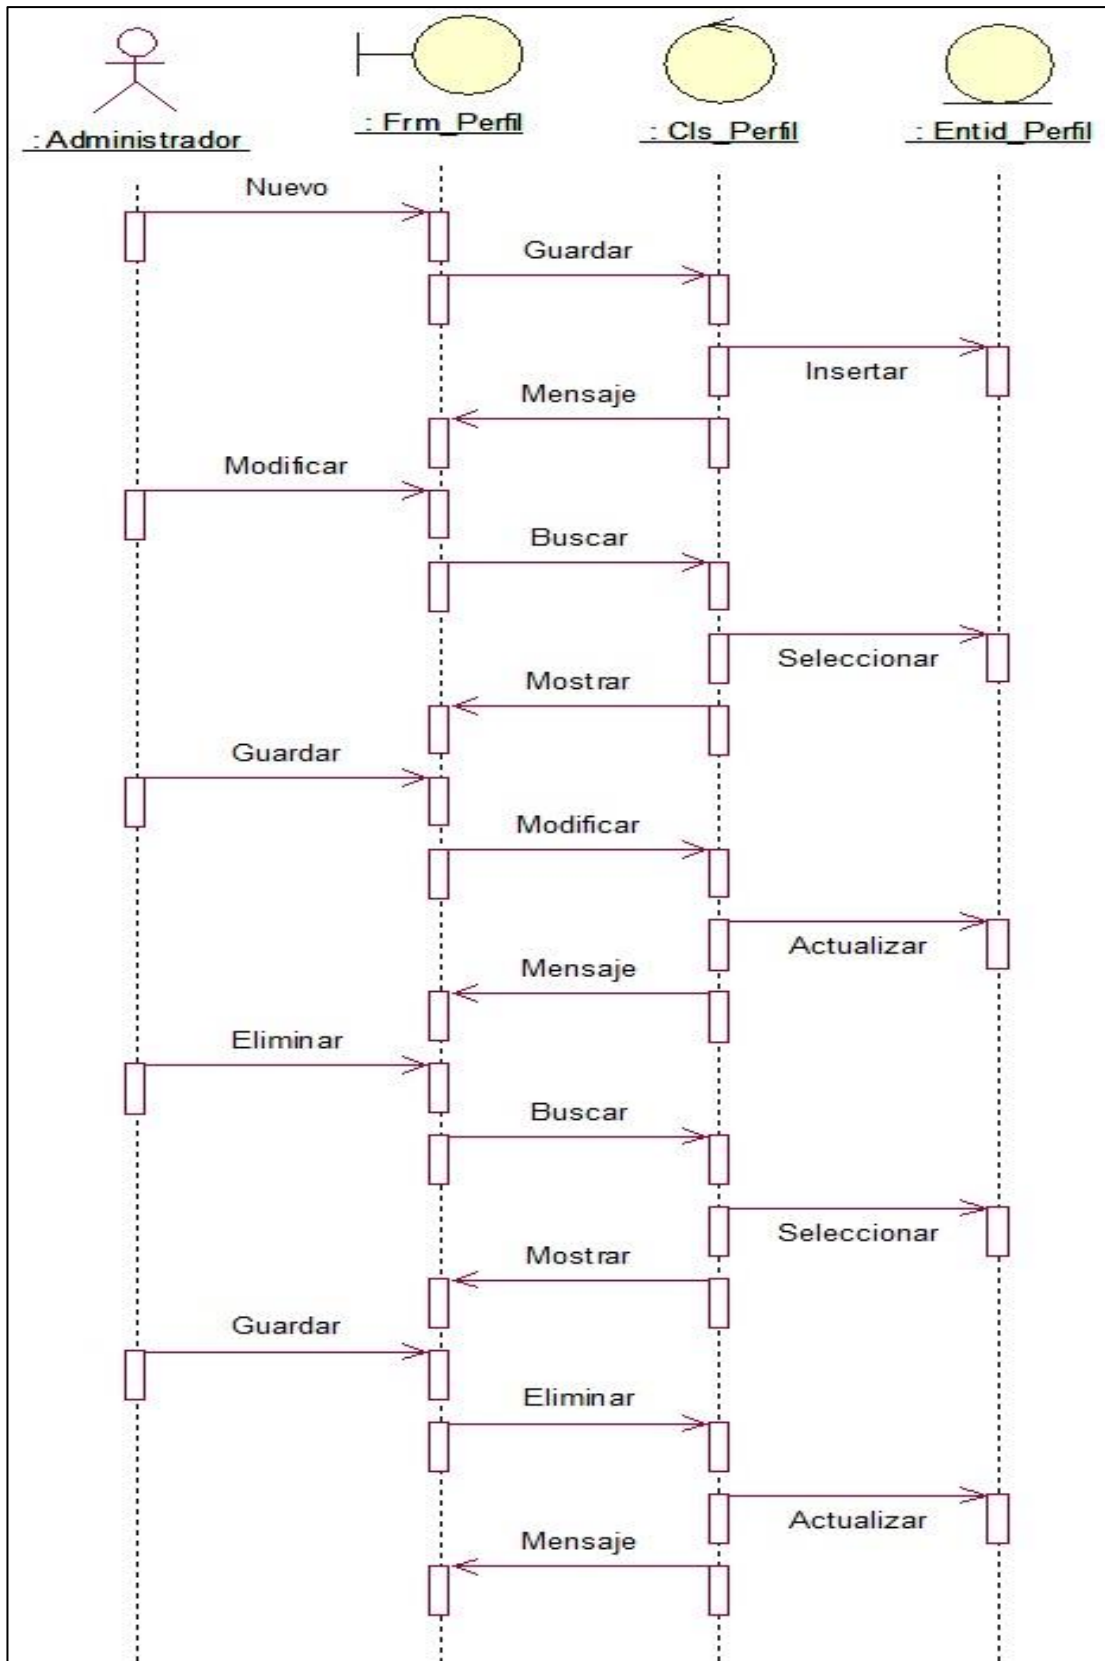 : Administrador
: Frm_Perfil
: Cls_Perfil
: Entid_Perfil
Nuevo
Guardar
Insertar
Mensaje
Modificar
Buscar
Seleccionar
Mostrar
Guardar
Modificar
Actualizar
Mensaje
Eliminar
Buscar
Seleccionar
Mostrar
Guardar
Eliminar
Actualizar
Mensaje